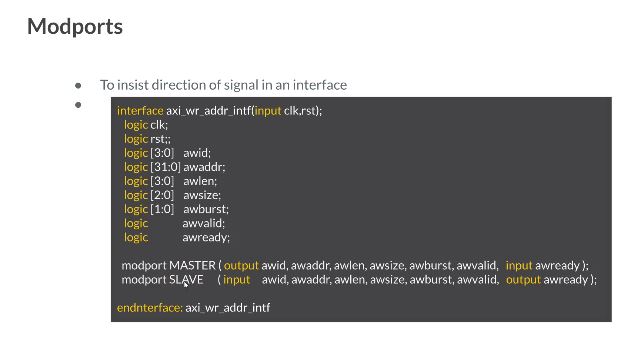 Modports
● To insist direction of signal in an interface
●
interface axi_wr_addr_intf(input clk,rst);
logic clk;
logic rst;;
logic [3:0] awid;
logic [31:0] awaddr;
logic [3:0] awlen;
logic [2:0] awsize;
logic [1:0] awburst;
logic awvalid;
logic awready;
modport MASTER ( output awid, awaddr, awlen, awsize, awburst, awvalid, input awready );
modport SLAVE ( input awid, awaddr, awlen, awsize, awburst, awvalid, output awready );
endnterface: axi_wr_addr_intf